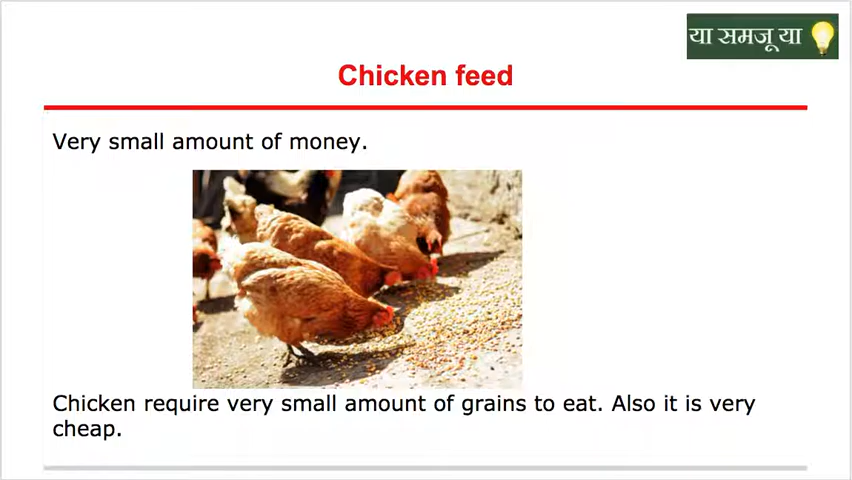 या समजू या
Chicken feed
Very small amount of money.
Chicken require very small amount of grains to eat. Also it is very
cheap.